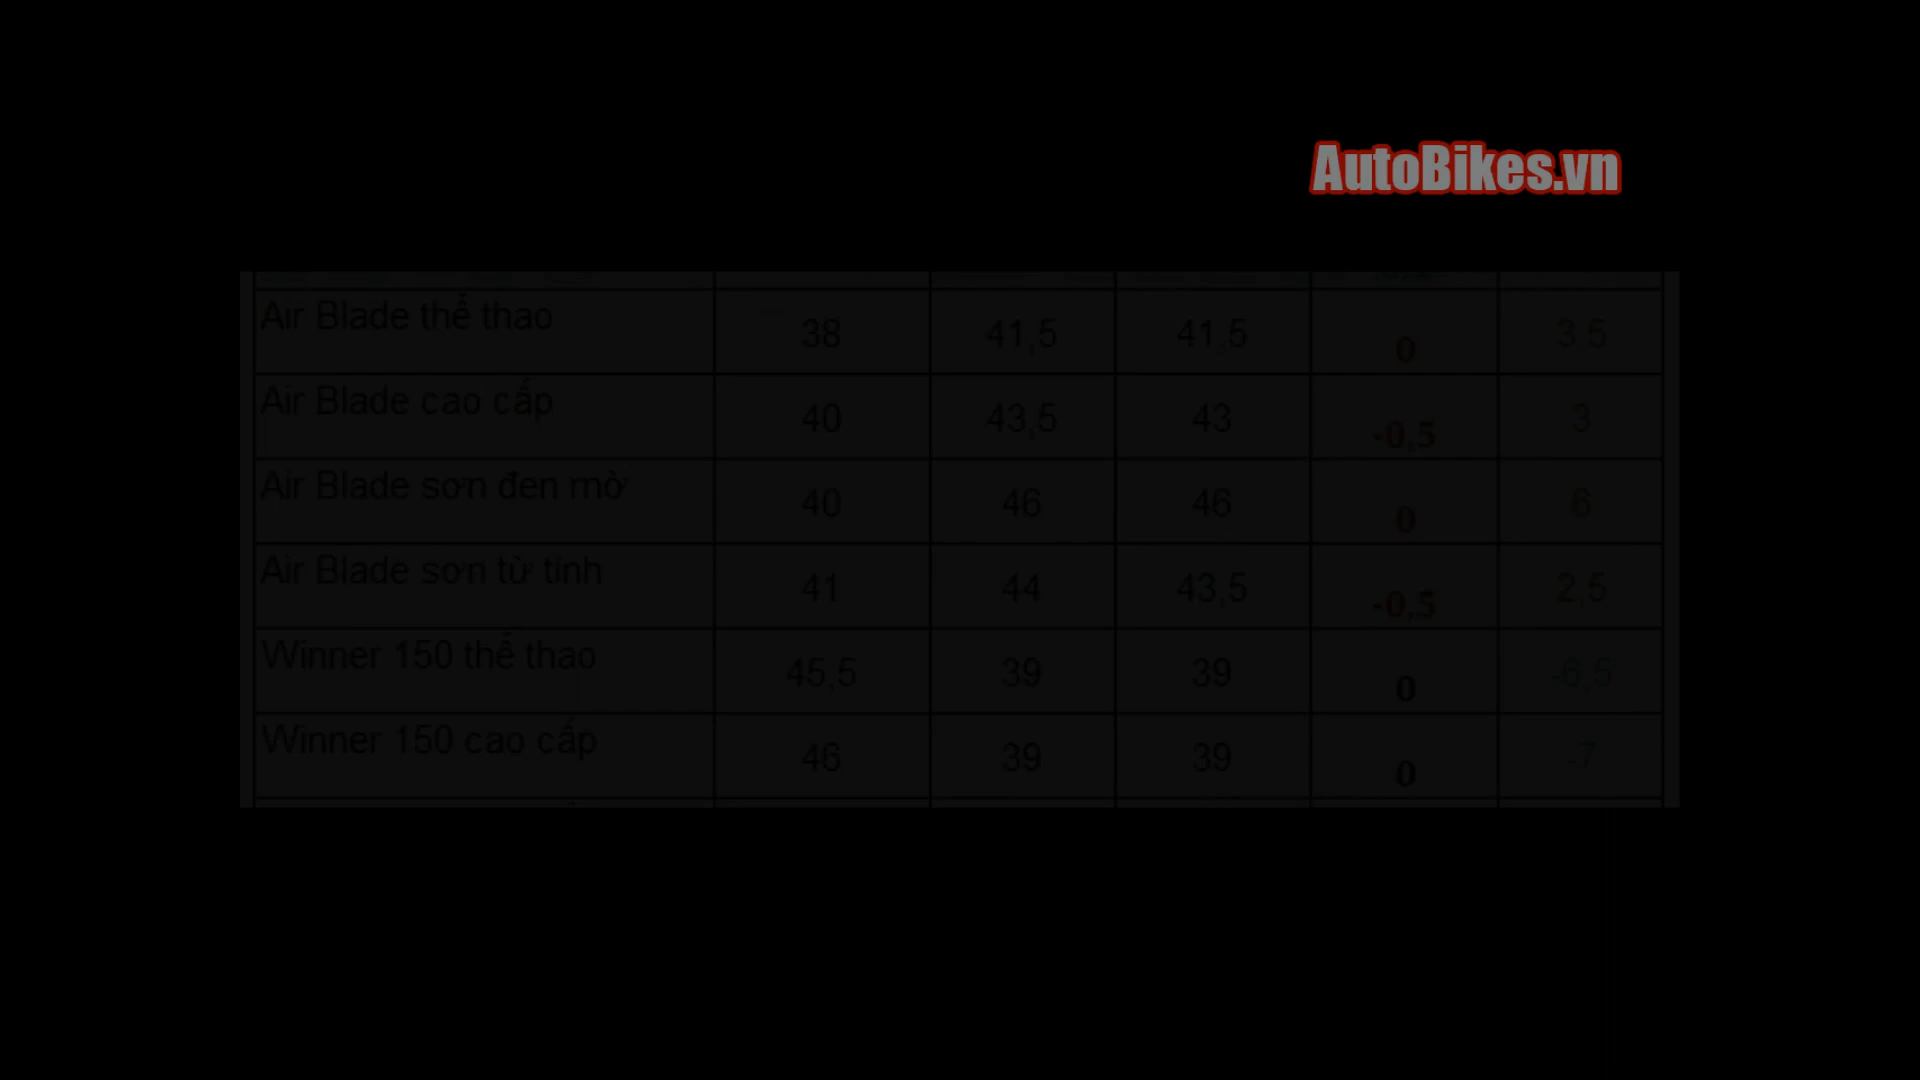 AutoBikes.vn
Air Blade thể thao 38 41,5 41,5 0 3,5
Air Blade cao cấp 40 43,5 43 -0,5 3
Air Blade sơn đen mờ 40 46 46 0 6
Air Blade sơn từ tính 41 44 43,5 -0,5 2,5
Winner 150 thể thao 45,5 39 39 0 -6,5
Winner 150 cao cấp 46 39 39 0 -7